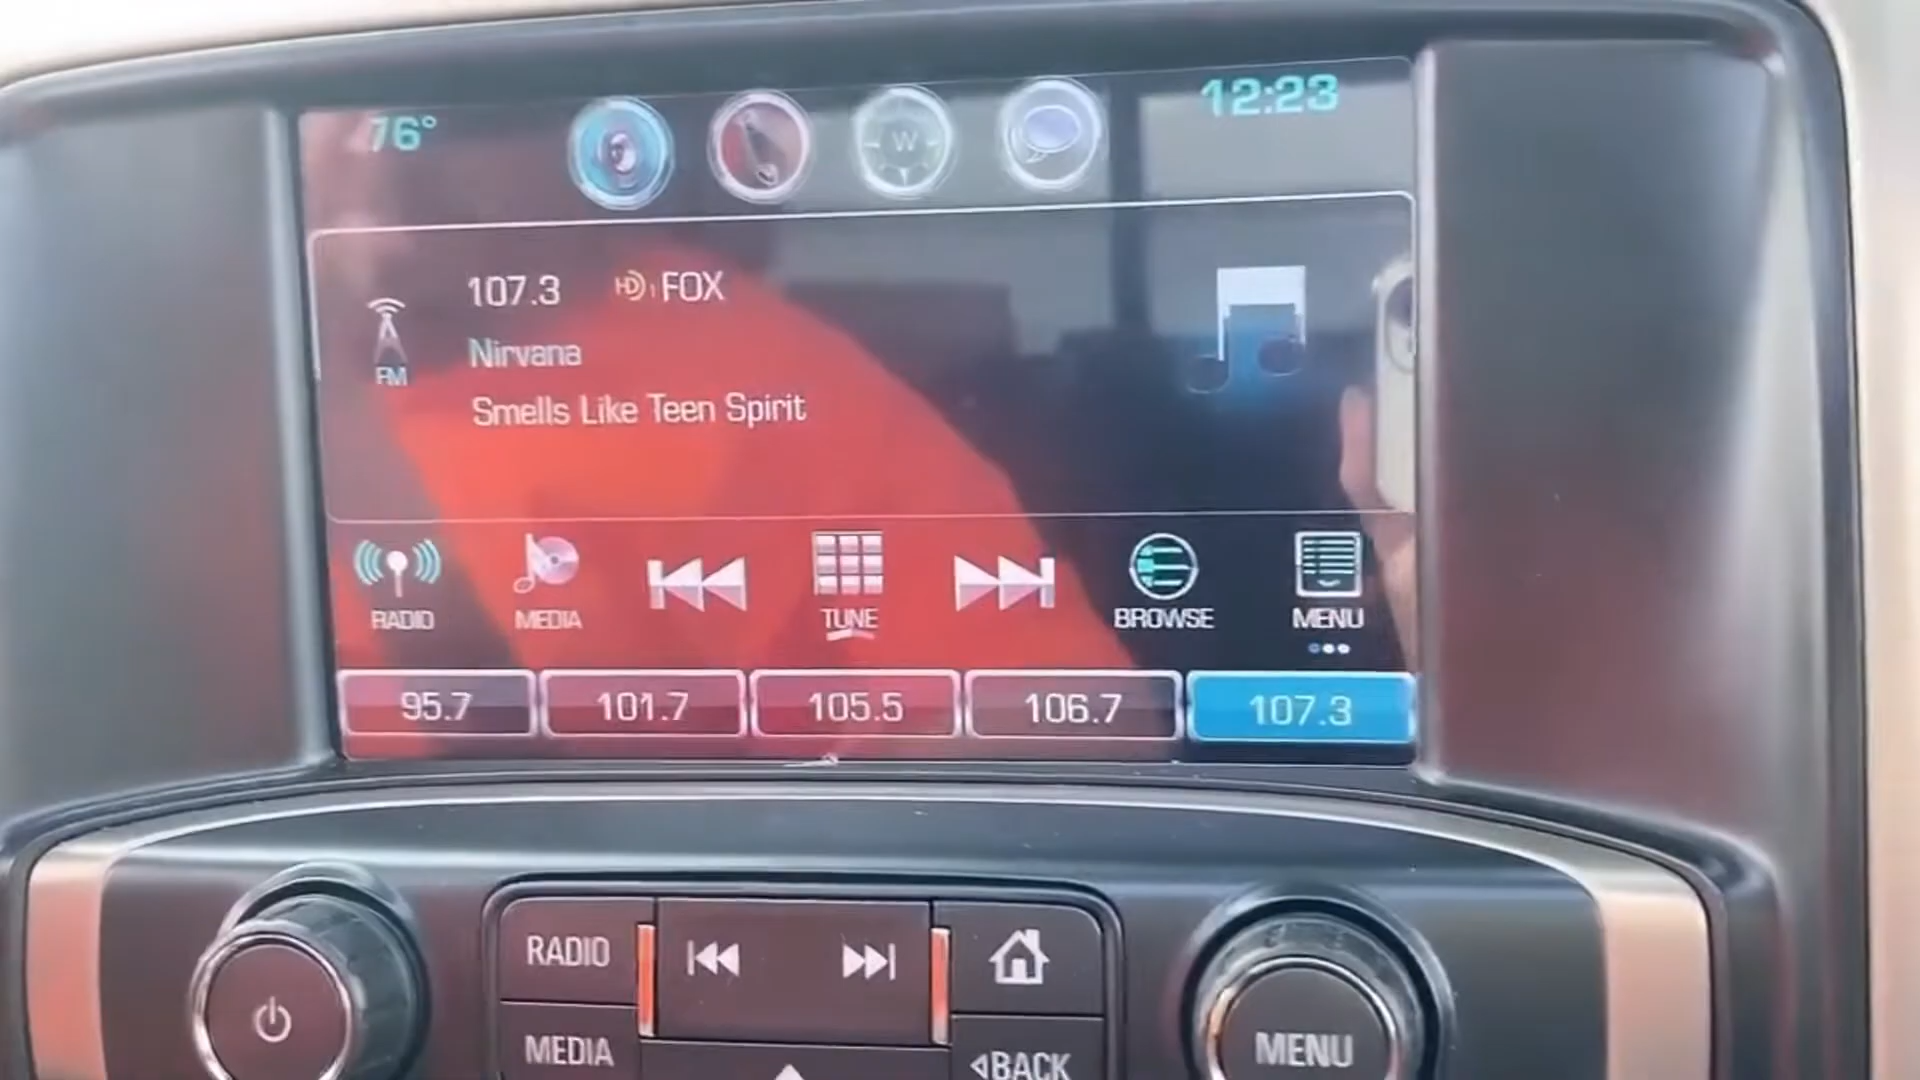 76°
W
12:23
107.3 HD1 FOX
FM
Nirvana
Smells Like Teen Spirit
RADIO MEDIA TUNE BROWSE MENU
95.7 101.7 105.5 106.7 107.3
RADIO
MEDIA
BACK
MENU